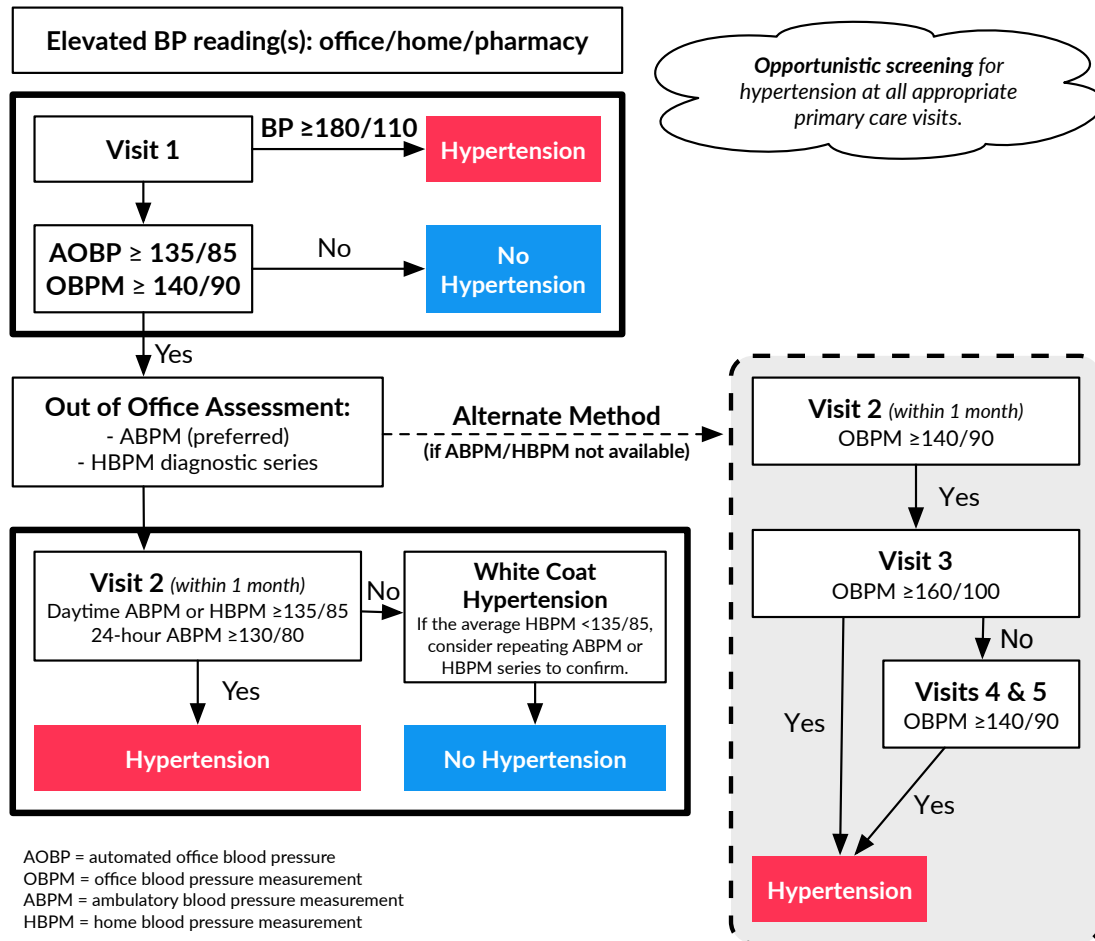 Elevated BP reading(s): office/home/pharmacy
Opportunistic screening for
hypertension at all appropriate
primary care visits.
Visit 1
BP ≥180/110
Hypertension
AOBP ≥ 135/85
OBPM ≥ 140/90
No
No
Hypertension
Yes
Out of Office Assessment:
- ABPM (preferred)
- HBPM diagnostic series
Alternate Method
(if ABPM/HBPM not available)
Visit 2 (within 1 month)
Daytime ABPM or HBPM ≥135/85
24-hour ABPM ≥130/80
No
White Coat
Hypertension
If the average HBPM <135/85,
consider repeating ABPM or
HBPM series to confirm.
Yes
Hypertension
No Hypertension
Visit 2 (within 1 month)
OBPM ≥140/90
Yes
Visit 3
OBPM ≥160/100
No
Visits 4 & 5
OBPM ≥140/90
Yes
Yes
Hypertension
AOBP = automated office blood pressure
OBPM = office blood pressure measurement
ABPM = ambulatory blood pressure measurement
HBPM = home blood pressure measurement